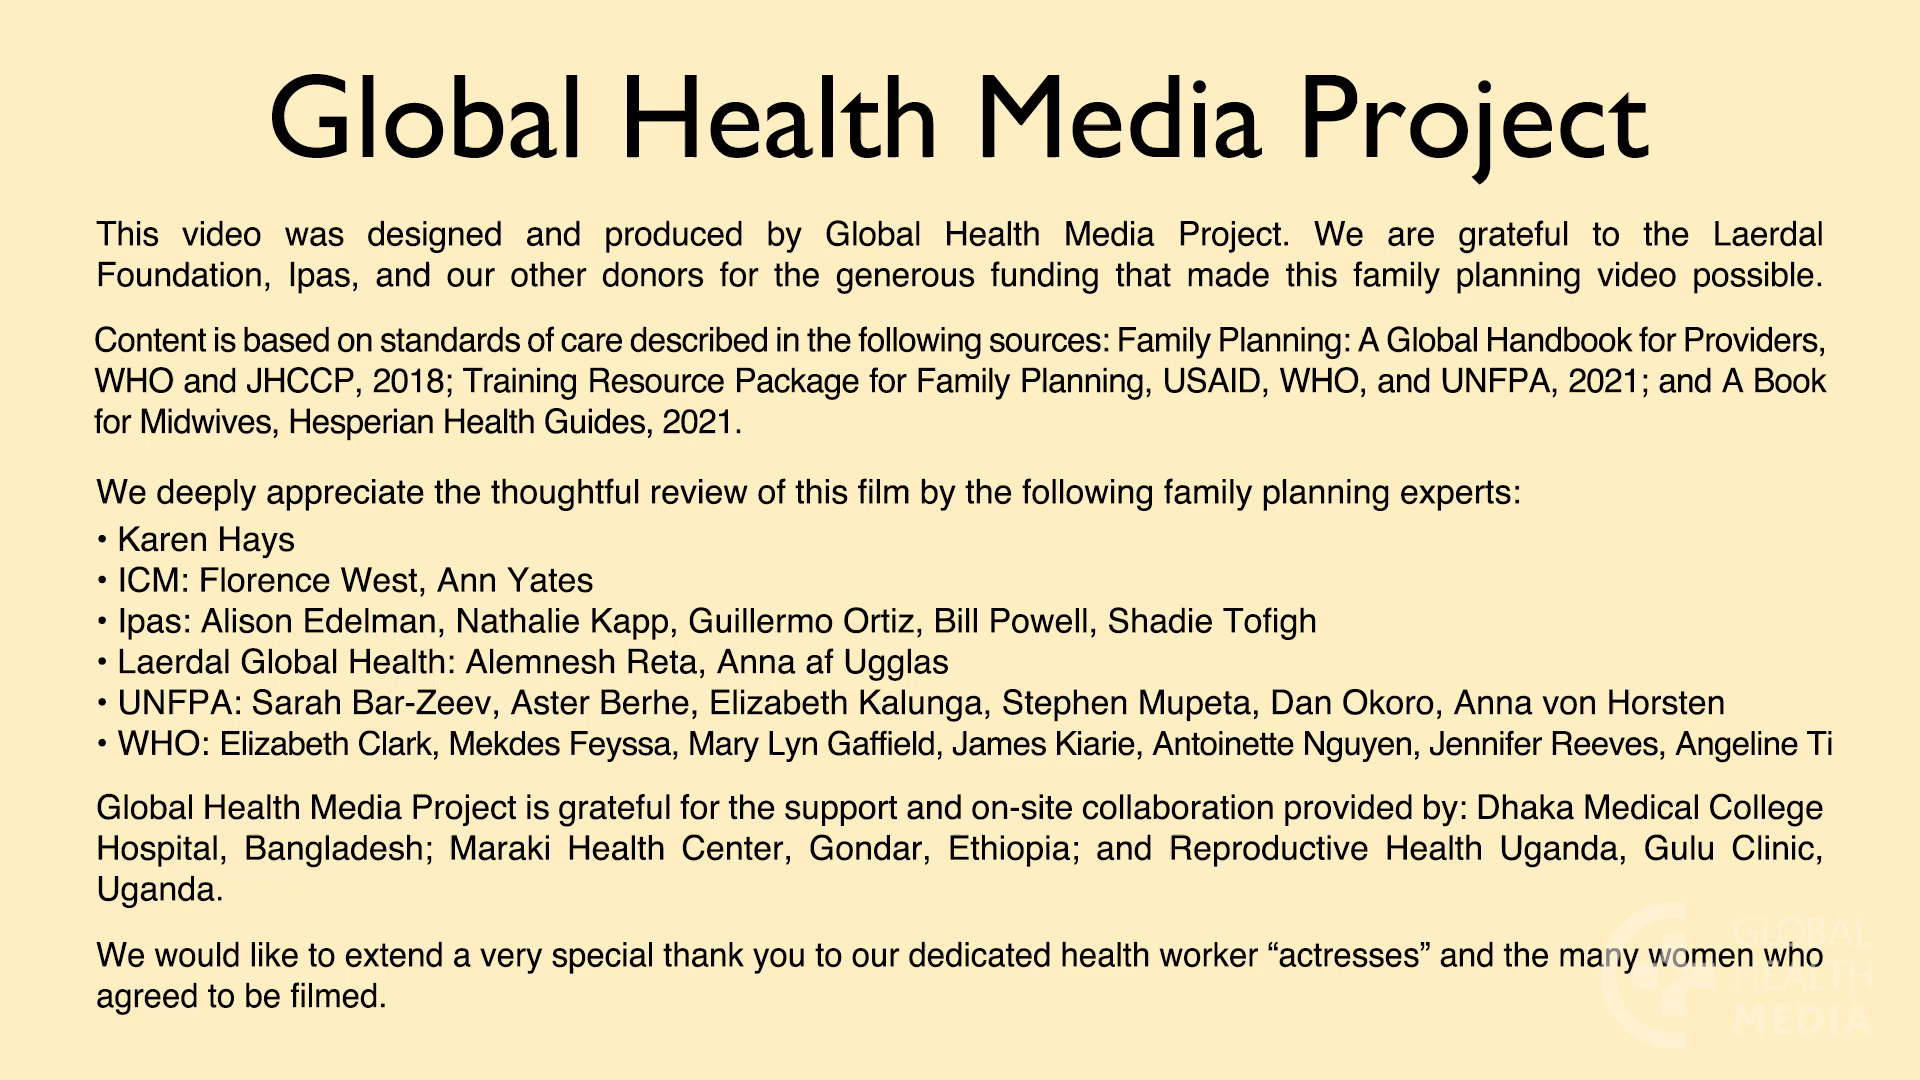 Global Health Media Project
This video was designed and produced by Global Health Media Project. We are grateful to the Laerdal
Foundation, Ipas, and our other donors for the generous funding that made this family planning video possible.
Content is based on standards of care described in the following sources: Family Planning: A Global Handbook for Providers,
WHO and JHCCP, 2018; Training Resource Package for Family Planning, USAID, WHO, and UNFPA, 2021; and A Book
for Midwives, Hesperian Health Guides, 2021.
We deeply appreciate the thoughtful review of this film by the following family planning experts:
• Karen Hays
• ICM: Florence West, Ann Yates
• Ipas: Alison Edelman, Nathalie Kapp, Guillermo Ortiz, Bill Powell, Shadie Tofigh
• Laerdal Global Health: Alemnesh Reta, Anna af Ugglas
• UNFPA: Sarah Bar-Zeev, Aster Berhe, Elizabeth Kalunga, Stephen Mupeta, Dan Okoro, Anna von Horsten
• WHO: Elizabeth Clark, Mekdes Feyssa, Mary Lyn Gaffield, James Kiarie, Antoinette Nguyen, Jennifer Reeves, Angeline Ti
Global Health Media Project is grateful for the support and on-site collaboration provided by: Dhaka Medical College
Hospital, Bangladesh; Maraki Health Center, Gondar, Ethiopia; and Reproductive Health Uganda, Gulu Clinic,
Uganda.
We would like to extend a very special thank you to our dedicated health worker “actresses” and the many women who
agreed to be filmed.
GLOBAL
HEALTH
MEDIA